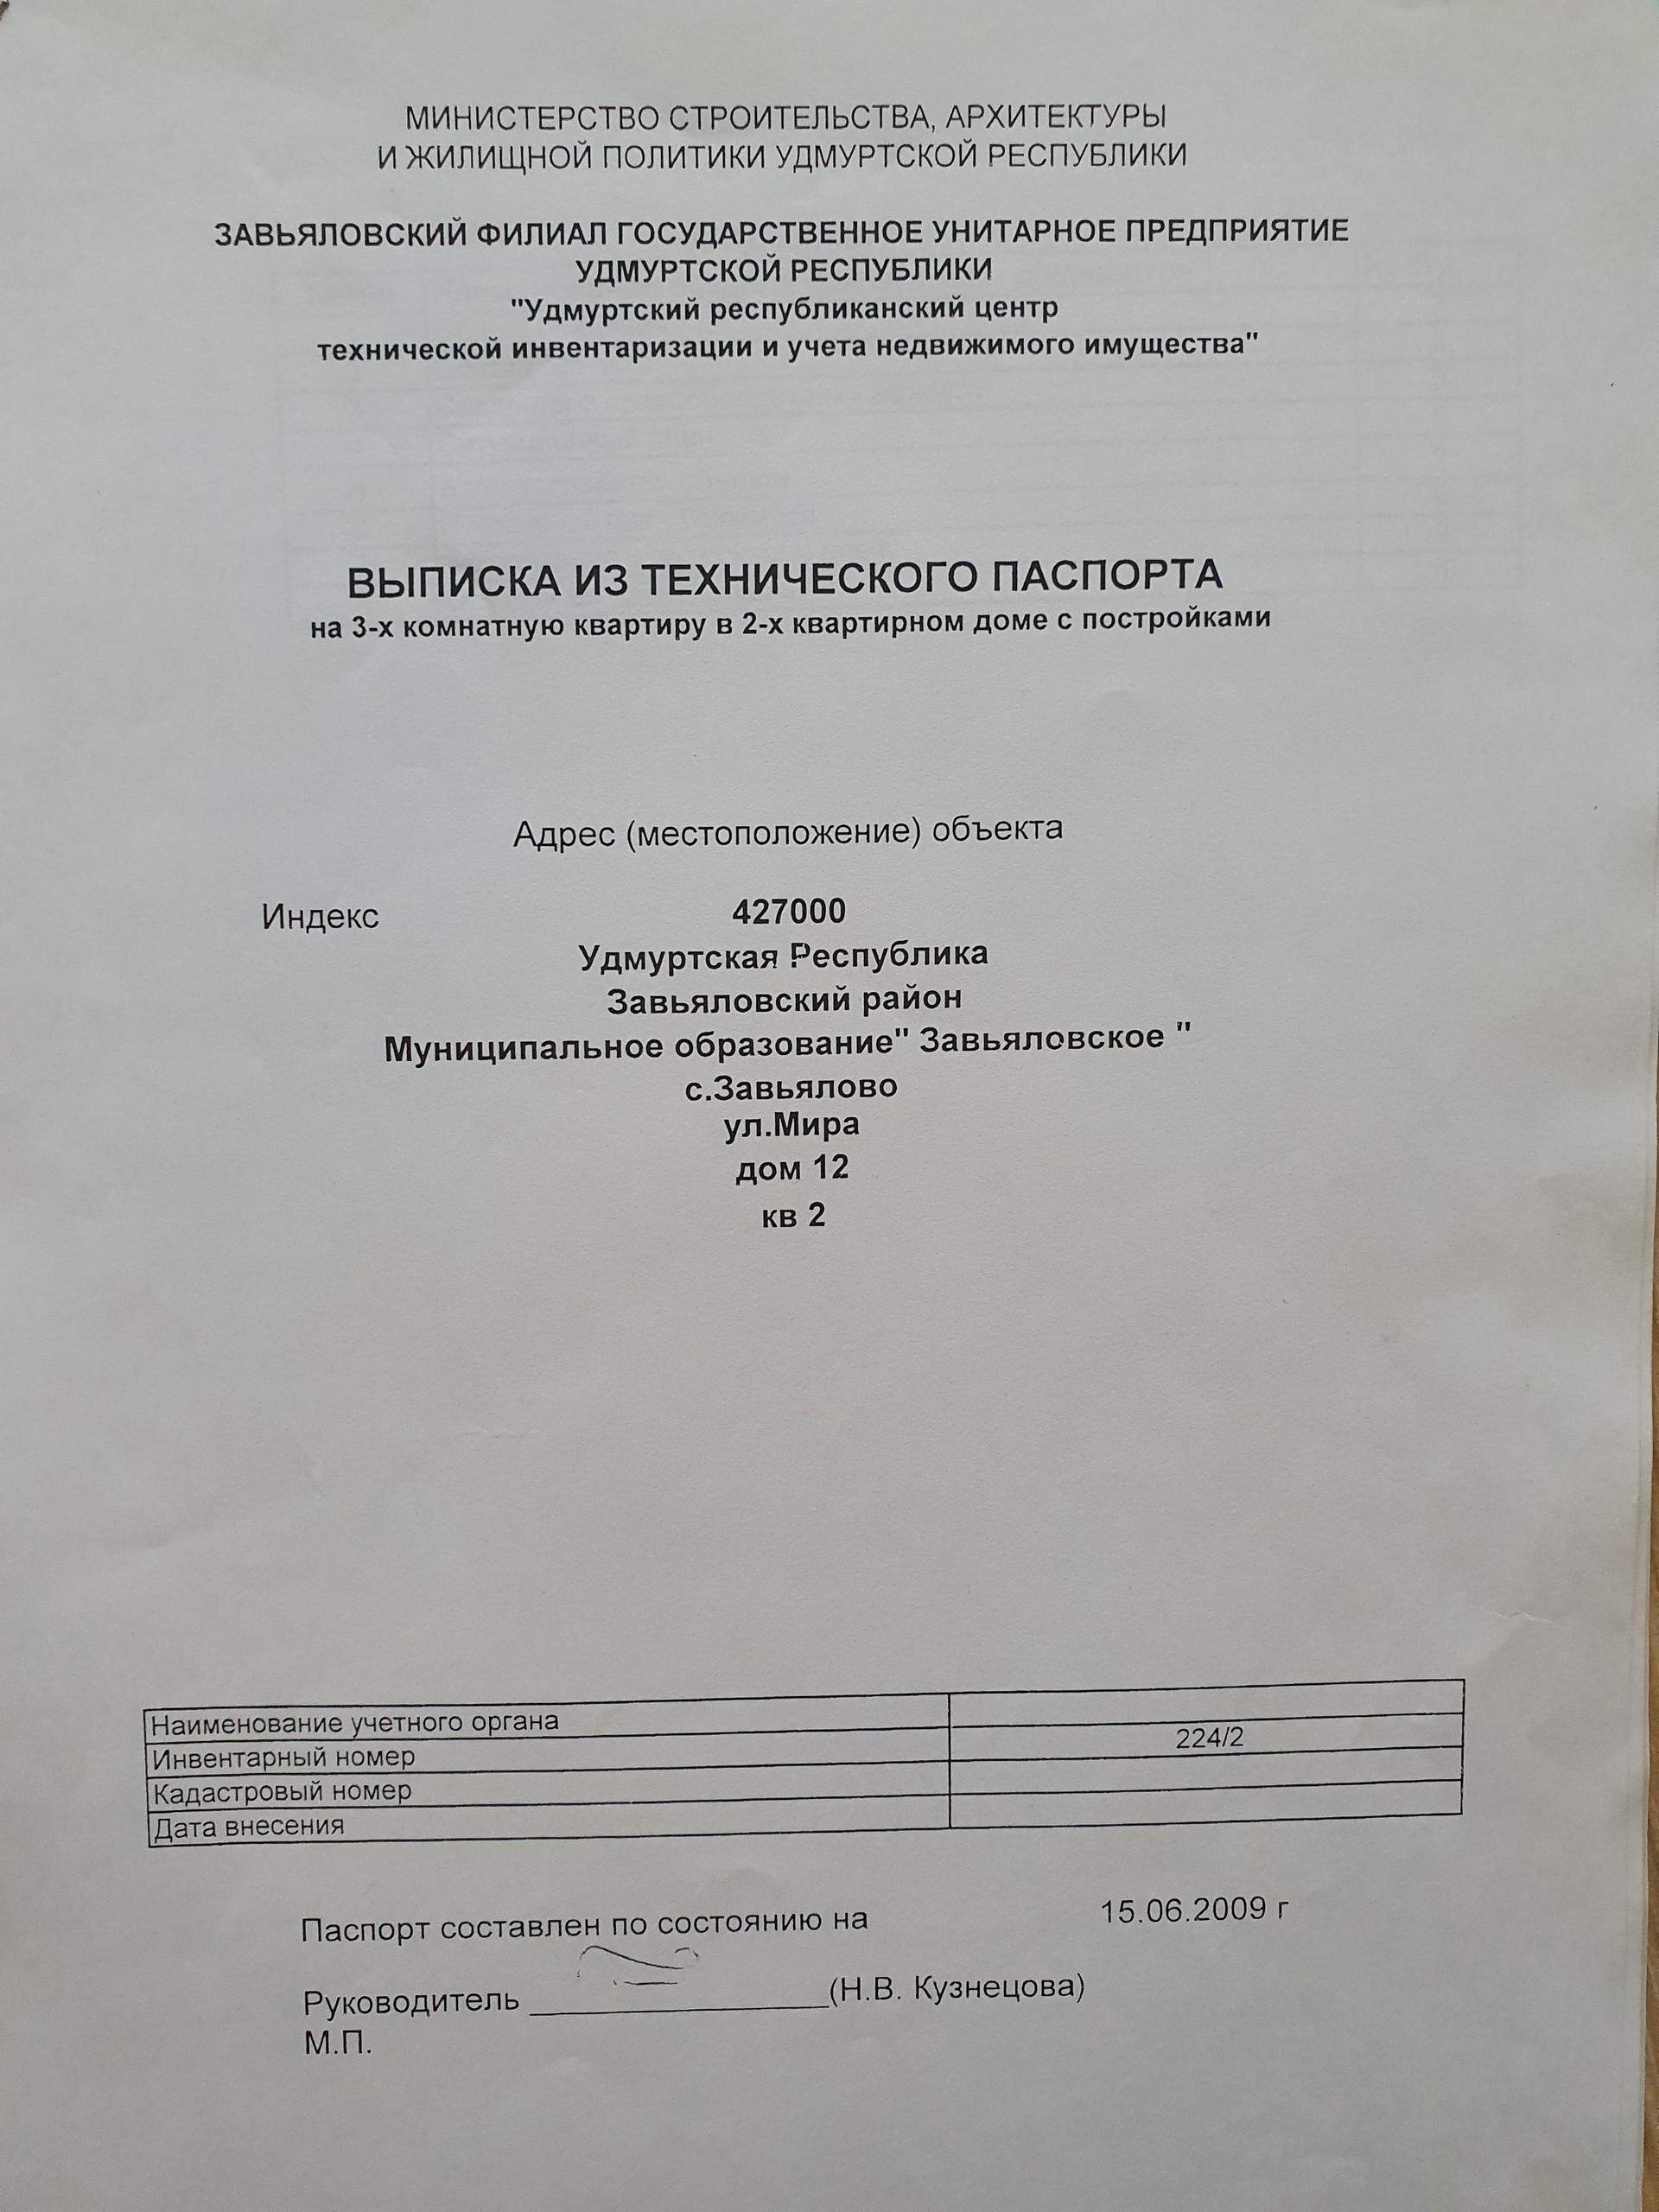 МИНИСТЕРСТВО СТРОИТЕЛЬСТВА, АРХИТЕКТУРЫ
И ЖИЛИЩНОЙ ПОЛИТИКИ УДМУРТСКОЙ РЕСПУБЛИКИ
ЗАВЬЯЛОВСКИЙ ФИЛИАЛ ГОСУДАРСТВЕННОЕ УНИТАРНОЕ ПРЕДПРИЯТИЕ
УДМУРТСКОЙ РЕСПУБЛИКИ
"Удмуртский республиканский центр
технической инвентаризации и учета недвижимого имущества"
ВЫПИСКА ИЗ ТЕХНИЧЕСКОГО ПАСПОРТА
на 3-х комнатную квартиру в 2-х квартирном доме с постройками
Адрес (местоположение) объекта
Индекс 427000
Удмуртская Республика
Завьяловский район
Муниципальное образование" Завьяловское "
с.Завьялово
ул.Мира
дом 12
кв 2
Наименование учетного органа
Инвентарный номер 224/2
Кадастровый номер
Дата внесения
Паспорт составлен по состоянию на 15.06.2009 г
Руководитель (Н.В. Кузнецова)
М.П.